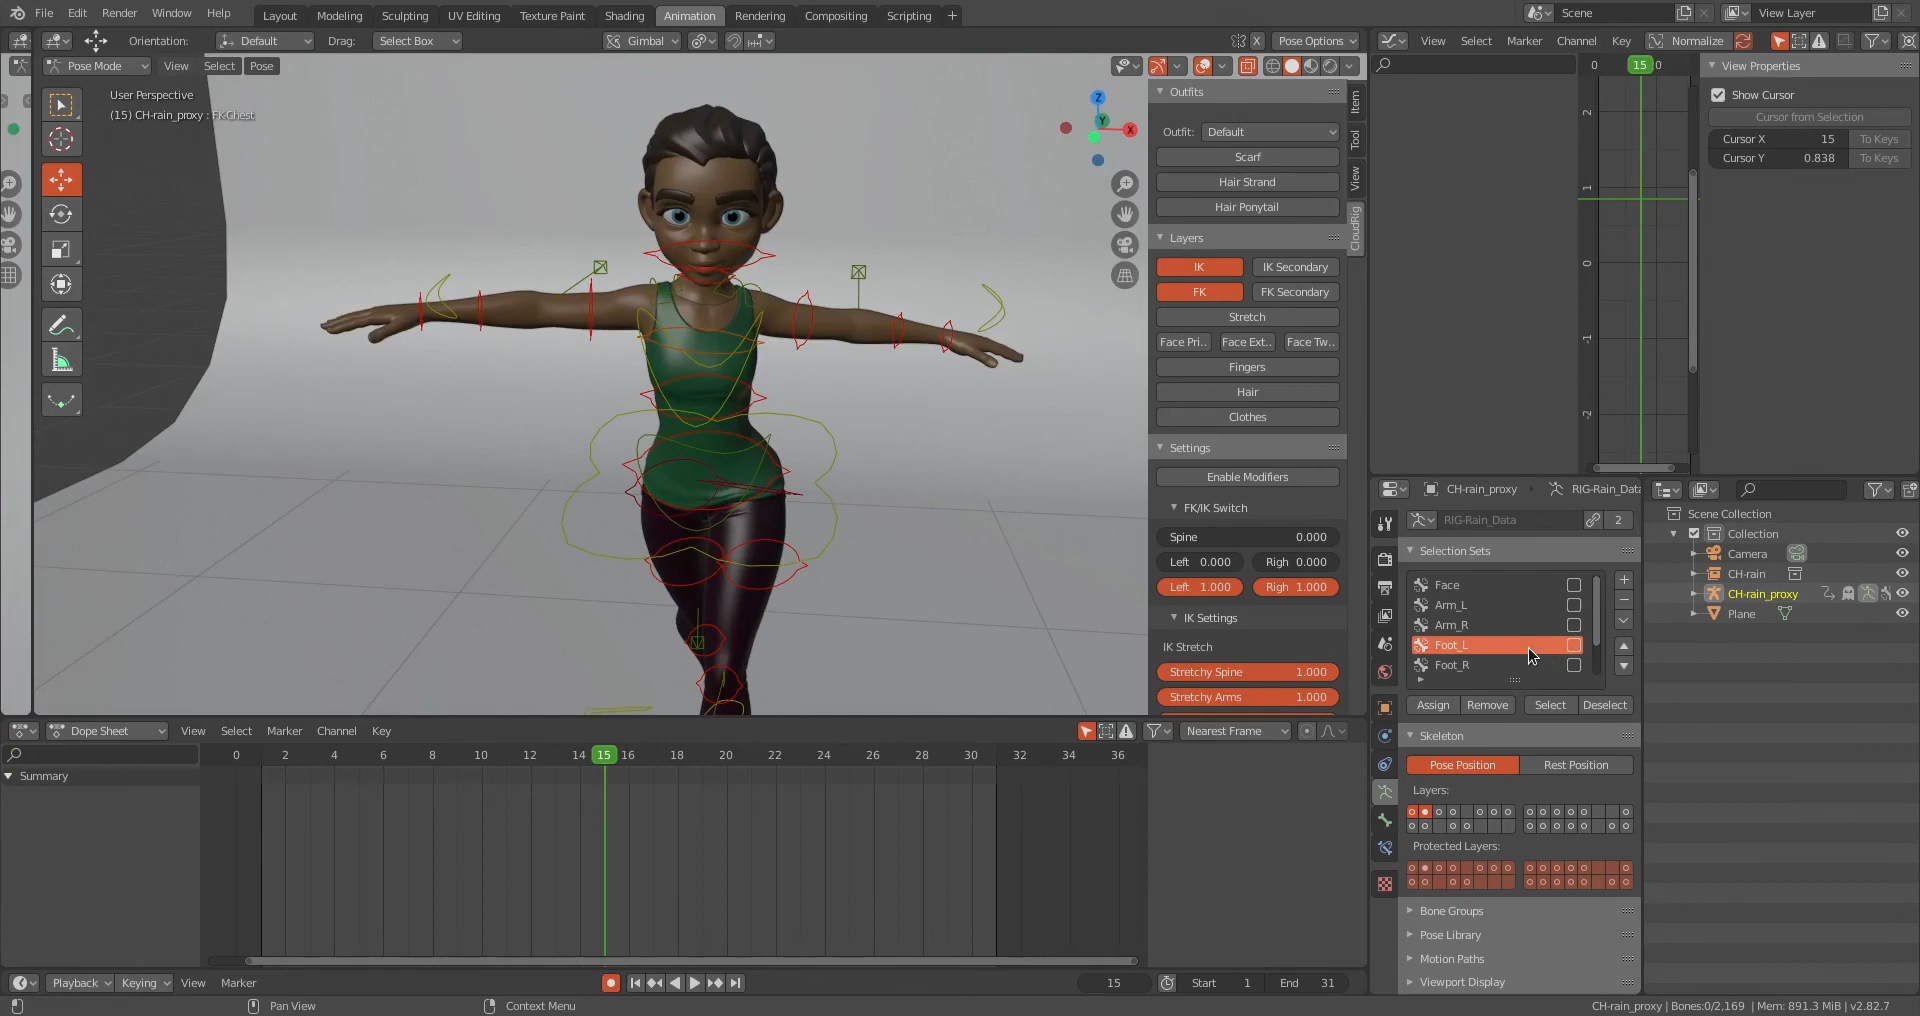 File Edit Render Window Help Layout Modeling Sculpting UV Editing Texture Paint Shading Animation Rendering Compositing Scripting + Scene View Layer
Orientation: Default Drag: Select Box Gimbal X Pose Options View Select Marker Channel Key Normalize
Pose Mode View Select Pose
User Perspective
(15) CH-rain_proxy : FK-Chest
Z
Y
X
Outfits
Outfit: Default
Scarf
Hair Strand
Hair Ponytail
Layers
IK IK Secondary
FK FK Secondary
Stretch
Face Pri.. Face Ext.. Face Tw..
Fingers
Hair
Clothes
Settings
Enable Modifiers
FK/IK Switch
Spine 0.000
Left 0.000 Righ 0.000
Left 1.000 Righ 1.000
IK Settings
IK Stretch
Stretchy Spine 1.000
Stretchy Arms 1.000
Item
Tool
View
CloudRig
0 15 0
2
1
0
-1
-2
View Properties
Show Cursor
Cursor from Selection
Cursor X 15 To Keys
Cursor Y 0.838 To Keys
CH-rain_proxy RIG-Rain_Data
RIG-Rain_Data 2
Selection Sets
Face
Arm_L
Arm_R
Foot_L
Foot_R
Assign Remove Select Deselect
Skeleton
Pose Position Rest Position
Layers:
Protected Layers:
Bone Groups
Pose Library
Motion Paths
Viewport Display
Scene Collection
Collection
Camera
CH-rain
CH-rain_proxy
Plane
Dope Sheet View Select Marker Channel Key Nearest Frame
0 2 4 6 8 10 12 14 15 16 18 20 22 24 26 28 30 32 34 36
Summary
Playback Keying View Marker 15 Start 1 End 31
Pan View Context Menu CH-rain_proxy | Bones:0/2,169 | Mem: 891.3 MiB | v2.82.7